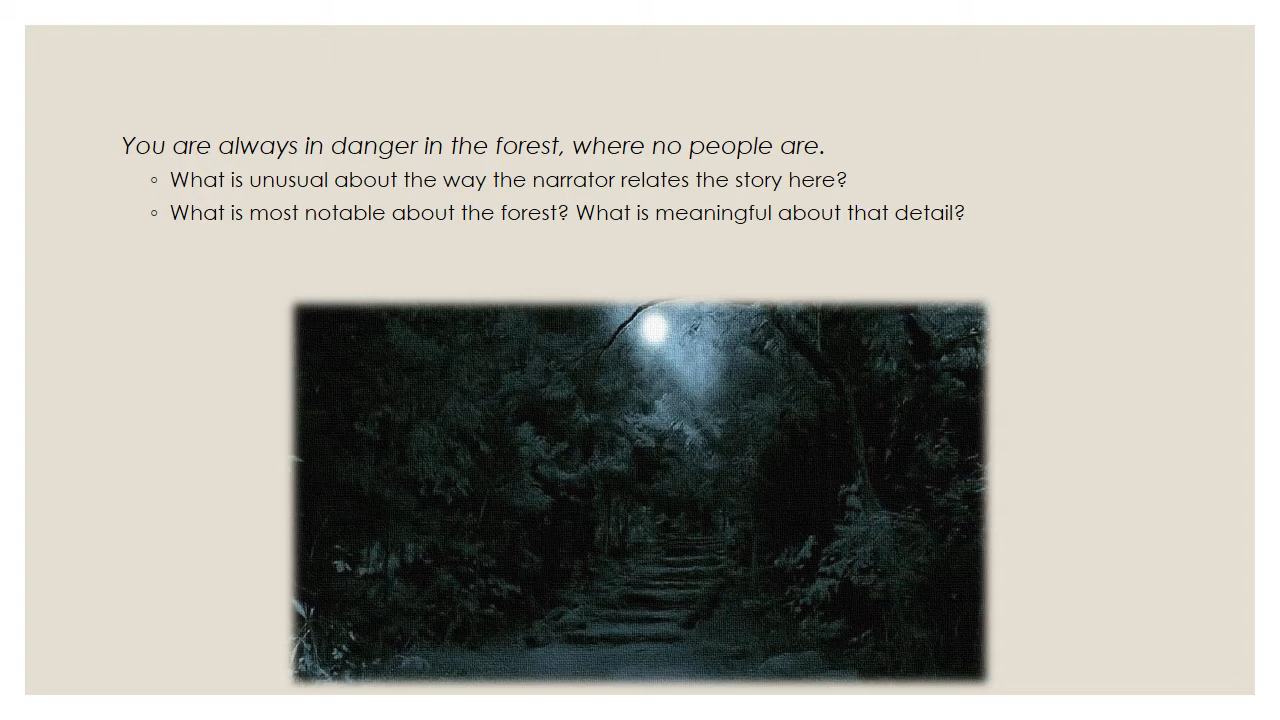 You are always in danger in the forest, where no people are.
◦ What is unusual about the way the narrator relates the story here?
◦ What is most notable about the forest? What is meaningful about that detail?